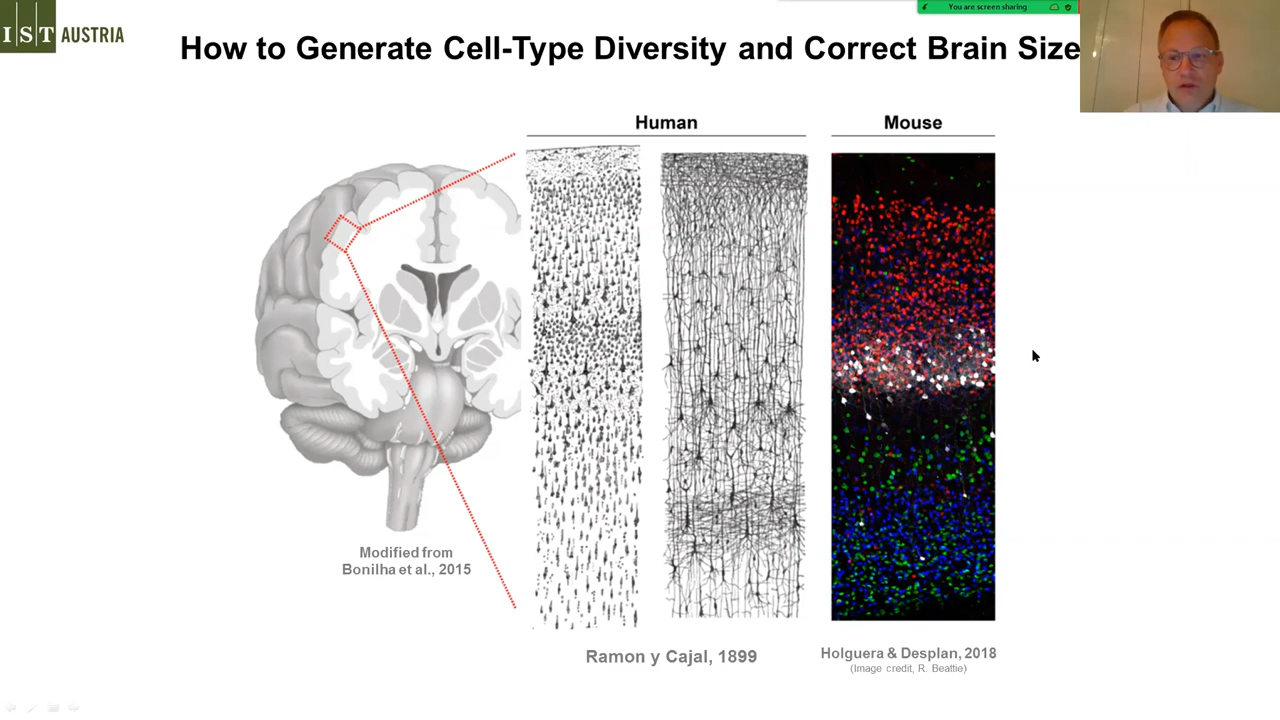 IST AUSTRIA
You are screen sharing
How to Generate Cell-Type Diversity and Correct Brain Size
Human
Mouse
Modified from
Bonilha et al., 2015
Ramon y Cajal, 1899
Holguera & Desplan, 2018
(Image credit, R. Beattie)